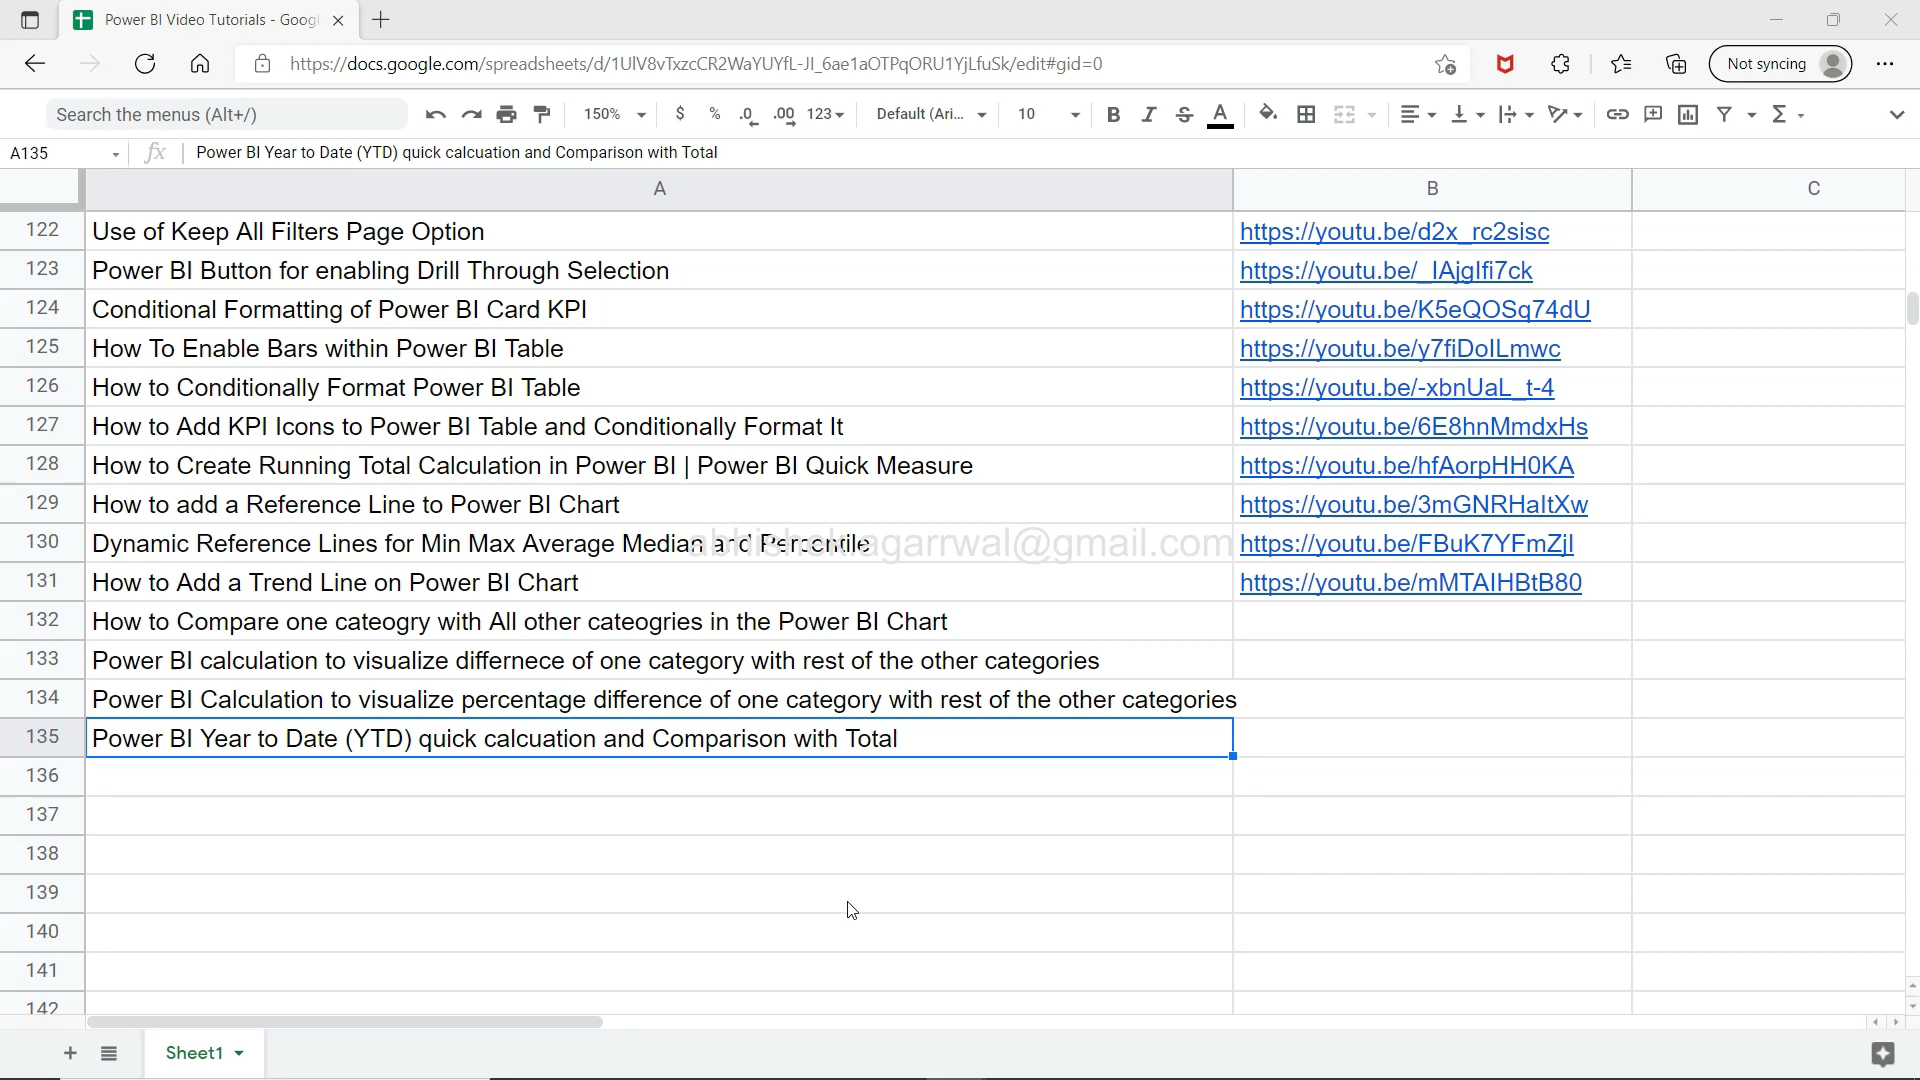 Power BI Video Tutorials - Googl
https://docs.google.com/spreadsheets/d/1UlV8vTxzcCR2WaYUYfL-JI_6ae1aOTPqORU1YjLfuSk/edit#gid=0
Not syncing
Search the menus (Alt+/)
150%
$
%
.0
.00
123
Default (Ari...
10
B
I
S
A
A135
fx
Power BI Year to Date (YTD) quick calcuation and Comparison with Total
A B C
122 Use of Keep All Filters Page Option https://youtu.be/d2x_rc2sisc
123 Power BI Button for enabling Drill Through Selection https://youtu.be/_IAjgIfi7ck
124 Conditional Formatting of Power BI Card KPI https://youtu.be/K5eQOSq74dU
125 How To Enable Bars within Power BI Table https://youtu.be/y7fiDolLmwc
126 How to Conditionally Format Power BI Table https://youtu.be/-xbnUaL_t-4
127 How to Add KPI Icons to Power BI Table and Conditionally Format It https://youtu.be/6E8hnMmdxHs
128 How to Create Running Total Calculation in Power BI | Power BI Quick Measure https://youtu.be/hfAorpHH0KA
129 How to add a Reference Line to Power BI Chart https://youtu.be/3mGNRHaltXw
130 Dynamic Reference Lines for Min Max Average Median and Percentile https://youtu.be/FBuK7YFmZjI
131 How to Add a Trend Line on Power BI Chart https://youtu.be/mMTAIHBtB80
132 How to Compare one cateogry with All other cateogries in the Power BI Chart
133 Power BI calculation to visualize differnece of one category with rest of the other categories
134 Power BI Calculation to visualize percentage difference of one category with rest of the other categories
135 Power BI Year to Date (YTD) quick calcuation and Comparison with Total
136
137
138
139
140
141
142
Sheet1